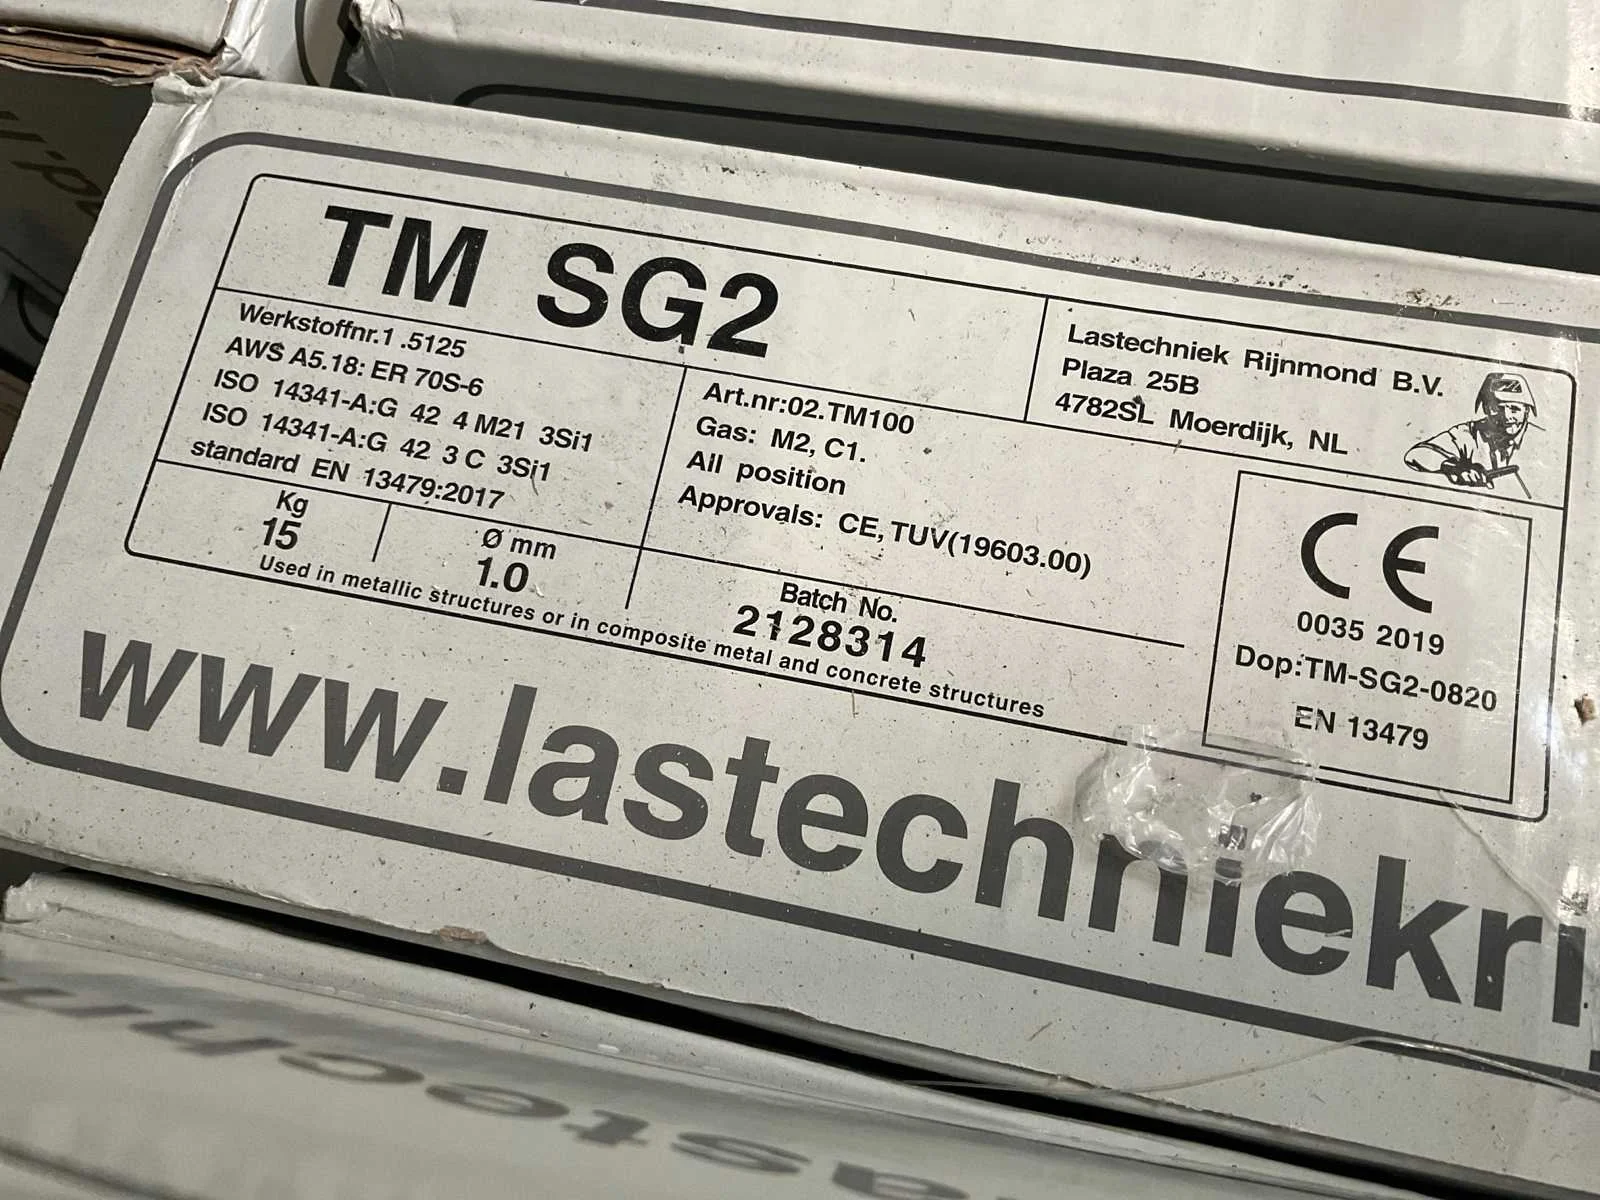 TM SG2
Werkstoffnr.1 .5125
AWS A5.18: ER 70S-6
ISO 14341-A:G 42 4 M21 3Si1
ISO 14341-A:G 42 3 C 3Si1
standard EN 13479:2017
Kg
15
Ø mm
1.0
Art.nr:02.TM100
Gas: M2, C1.
All position
Approvals: CE, TUV(19603.00)
Batch No.
2128314
Used in metallic structures or in composite metal and concrete structures
Lastechniek Rijnmond B.V.
Plaza 25B
4782SL Moerdijk, NL
CE
0035 2019
Dop:TM-SG2-0820
EN 13479
www.lastechniekri